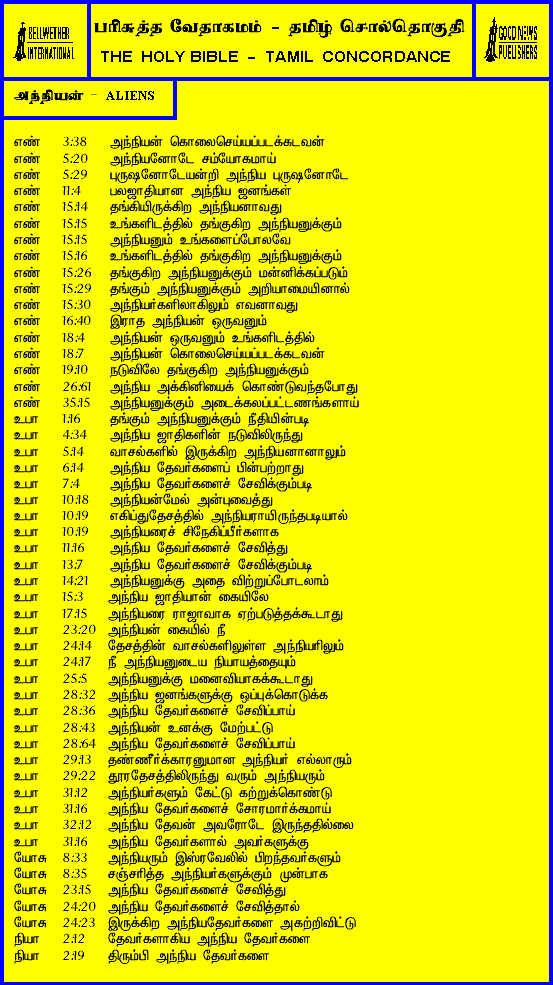 BELLWETHER
INTERNATIONAL
பரிசுத்த வேதாகமம் - தமிழ் சொல்தொகுதி
THE HOLY BIBLE - TAMIL CONCORDANCE
GOOD NEWS
PUBLISHERS
அந்நியன் - ALIENS
எண் 3:38 அந்நியன் கொலைசெய்யப்படக்கடவன்
எண் 5:20 அந்நியனோடே சம்யோகமாய்
எண் 5:29 புருஷனோடேயன்றி அந்நிய புருஷனோடே
எண் 11:4 பலஜாதியான அந்நிய ஜனங்கள்
எண் 15:14 தங்கியிருக்கிற அந்நியனாவது
எண் 15:15 உங்களிடத்தில் தங்குகிற அந்நியனுக்கும்
எண் 15:15 அந்நியனும் உங்களைப்போலவே
எண் 15:16 உங்களிடத்தில் தங்குகிற அந்நியனுக்கும்
எண் 15:26 தங்குகிற அந்நியனுக்கும் மன்னிக்கப்படும்
எண் 15:29 தங்கும் அந்நியனுக்கும் அறியாமையினால்
எண் 15:30 அந்நியர்களிலாகிலும் எவனாவது
எண் 16:40 இராத அந்நியன் ஒருவனும்
எண் 18:4 அந்நியன் ஒருவனும் உங்களிடத்தில்
எண் 18:7 அந்நியன் கொலைசெய்யப்படக்கடவன்
எண் 19:10 நடுவிலே தங்குகிற அந்நியனுக்கும்
எண் 26:61 அந்நிய அக்கினியைக் கொண்டுவந்தபோது
எண் 35:15 அந்நியனுக்கும் அடைக்கலப்பட்டணங்களாய்
உபா 1:16 தங்கும் அந்நியனுக்கும் நீதியின்படி
உபா 4:34 அந்நிய ஜாதிகளின் நடுவிலிருந்து
உபா 5:14 வாசல்களில் இருக்கிற அந்நியனானாலும்
உபா 6:14 அந்நிய தேவர்களைப் பின்பற்றாது
உபா 7:4 அந்நிய தேவர்களைச் சேவிக்கும்படி
உபா 10:18 அந்நியன்மேல் அன்புவைத்து
உபா 10:19 எகிப்துதேசத்தில் அந்நியராயிருந்தபடியால்
உபா 10:19 அந்நியரைச் சிநேகிப்பீர்களாக
உபா 11:16 அந்நிய தேவர்களைச் சேவித்து
உபா 13:7 அந்நிய தேவர்களைச் சேவிக்கும்படி
உபா 14:21 அந்நியனுக்கு அதை விற்றுப்போடலாம்
உபா 15:3 அந்நிய ஜாதியான் கையிலே
உபா 17:15 அந்நியரை ராஜாவாக ஏற்படுத்தக்கூடாது
உபா 23:20 அந்நியன் கையில் நீ
உபா 24:14 தேசத்தின் வாசல்களிலுள்ள அந்நியரிலும்
உபா 24:17 நீ அந்நியனுடைய நியாயத்தையும்
உபா 25:5 அந்நியனுக்கு மனைவியாகக்கூடாது
உபா 28:32 அந்நிய ஜனங்களுக்கு ஒப்புக்கொடுக்க
உபா 28:36 அந்நிய தேவர்களைச் சேவிப்பாய்
உபா 28:43 அந்நியன் உனக்கு மேற்பட்டு
உபா 28:64 அந்நிய தேவர்களைச் சேவிப்பாய்
உபா 29:13 தண்ணீர்க்காரனுமான அந்நியர் எல்லாரும்
உபா 29:22 தூரதேசத்திலிருந்து வரும் அந்நியரும்
உபா 31:12 அந்நியர்களும் கேட்டு கற்றுக்கொண்டு
உபா 31:16 அந்நிய தேவர்களைச் சோரமார்க்கமாய்
உபா 32:12 அந்நிய தேவன் அவரோடே இருந்ததில்லை
உபா 31:16 அந்நிய தேவர்களால் அவர்களுக்கு
யோசு 8:33 அந்நியரும் இஸ்ரவேலில் பிறந்தவர்களும்
யோசு 8:35 சஞ்சரித்த அந்நியர்களுக்கும் முன்பாக
யோசு 23:15 அந்நிய தேவர்களைச் சேவித்து
யோசு 24:20 அந்நிய தேவர்களைச் சேவித்தால்
யோசு 24:23 இருக்கிற அந்நியதேவர்களை அகற்றிவிட்டு
நியா 2:12 தேவர்களாகிய அந்நிய தேவர்களை
நியா 2:19 திரும்பி அந்நிய தேவர்களை